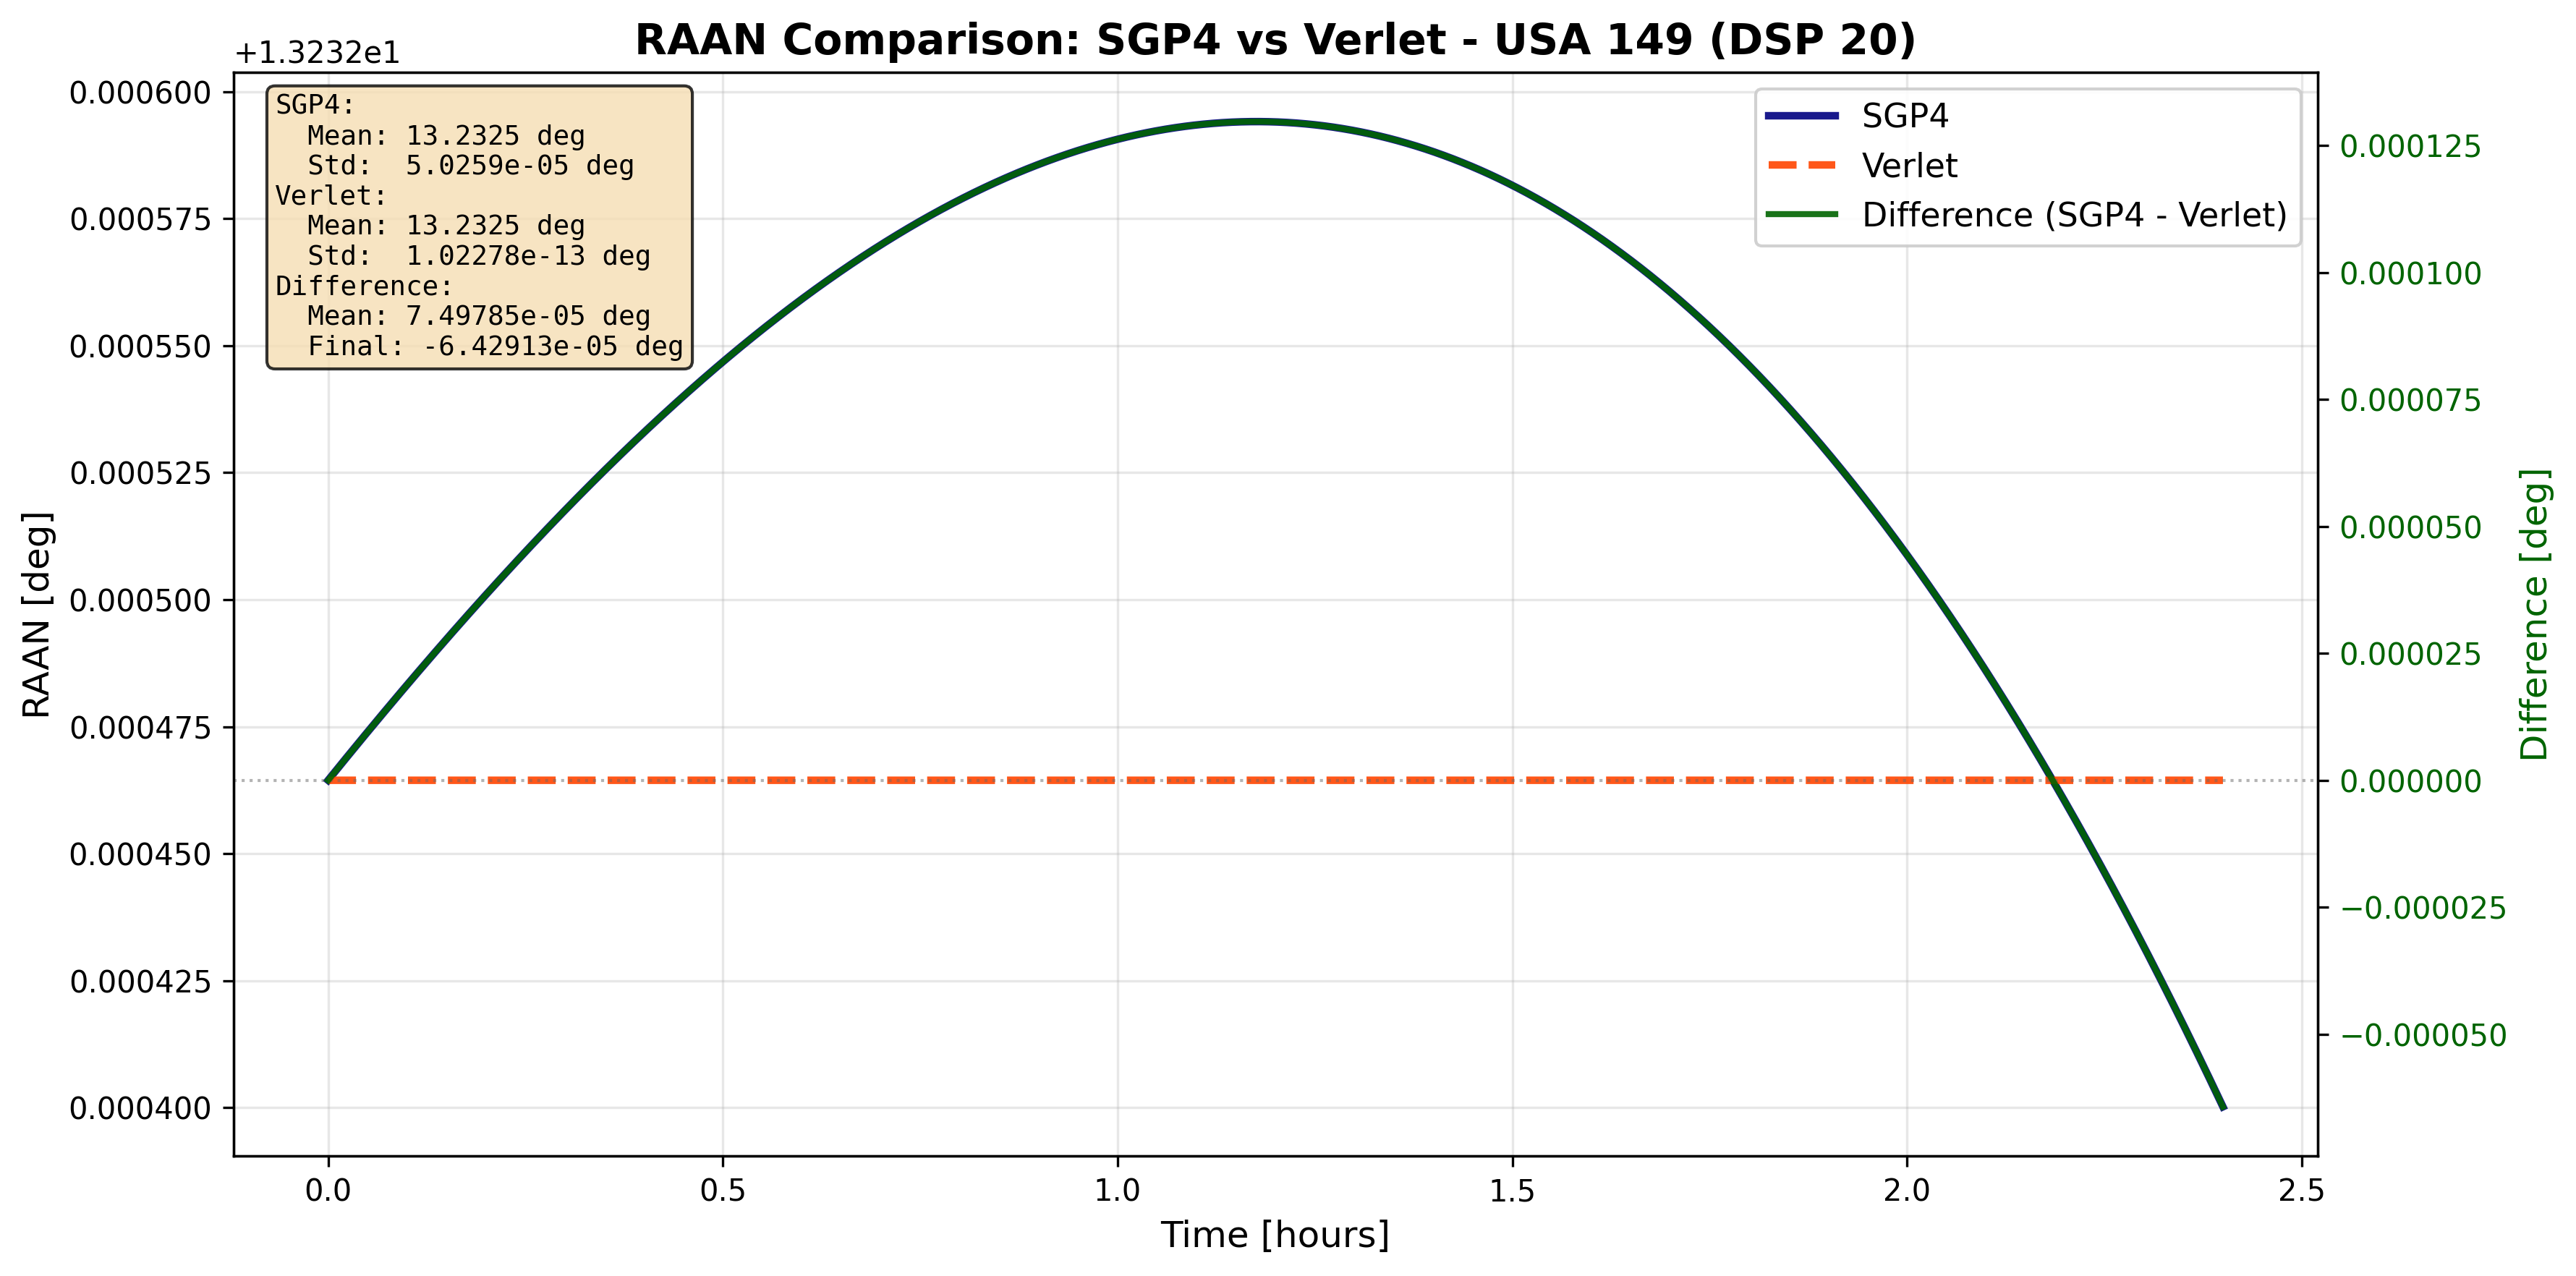 RAAN Comparison: SGP4 vs Verlet - USA 149 (DSP 20)
+1.3232e1
SGP4:
Mean: 13.2325 deg
Std: 5.0259e-05 deg
Verlet:
Mean: 13.2325 deg
Std: 1.02278e-13 deg
Difference:
Mean: 7.49785e-05 deg
Final: -6.42913e-05 deg
SGP4
Verlet
Difference (SGP4 - Verlet)
RAAN [deg]
0.000600
0.000575
0.000550
0.000525
0.000500
0.000475
0.000450
0.000425
0.000400
0.000125
0.000100
0.000075
0.000050
0.000025
0.000000
−0.000025
−0.000050
Difference [deg]
0.0 0.5 1.0 1.5 2.0 2.5
Time [hours]